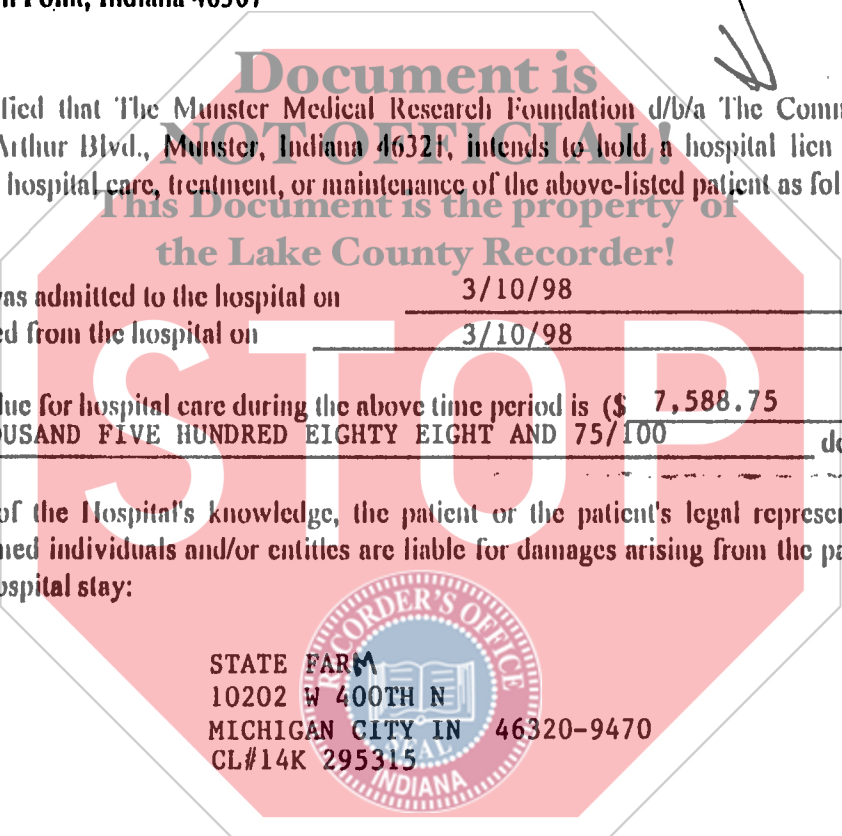 Point, Indiana 46307
Document is
fied that The Munster Medical Research Foundation d/b/a The Comm
NOT OFFICIAL!
Arthur Blvd., Munster, Indiana 46321, intends to hold a hospital lien
hospital care, treatment, or maintenance of the above-listed patient as fol
This Document is the property of
the Lake County Recorder!
was admitted to the hospital on 3/10/98
ed from the hospital on 3/10/98
STOP
due for hospital care during the above time period is ($ 7,588.75
OUSAND FIVE HUNDRED EIGHTY EIGHT AND 75/100 do
of the Hospital's knowledge, the patient or the patient's legal represen
med individuals and/or entities are liable for damages arising from the pa
ospital stay:
RECORDER'S OFFICE
STATE FARM
10202 W 400TH N
MICHIGAN CITY IN 46320-9470
CL#14K 295315
SEAL
INDIANA